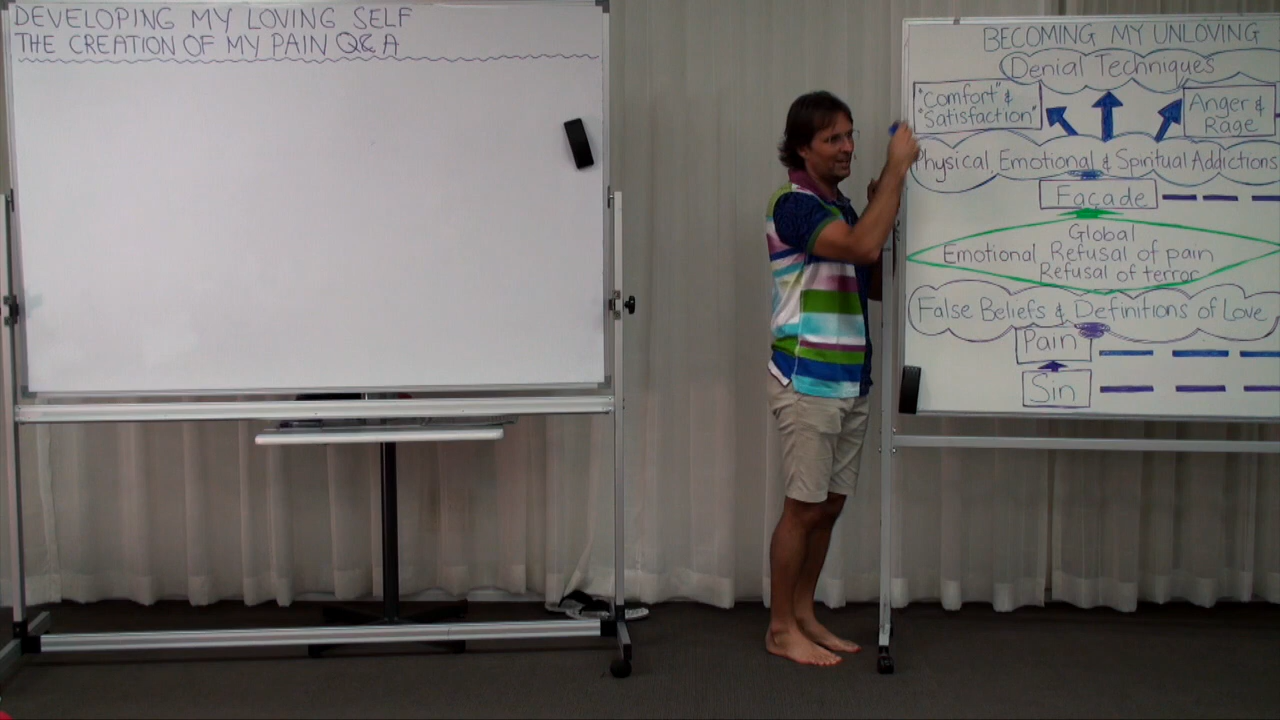 DEVELOPING MY LOVING SELF
THE CREATION OF MY PAIN Q&A
BECOMING MY UNLOVING
Denial Techniques
"Comfort" &
"Satisfaction"
Anger &
Rage
Physical, Emotional & Spiritual Addictions
Façade
Global
Emotional Refusal of pain
Refusal of terror
False Beliefs & Definitions of Love
Pain
Sin